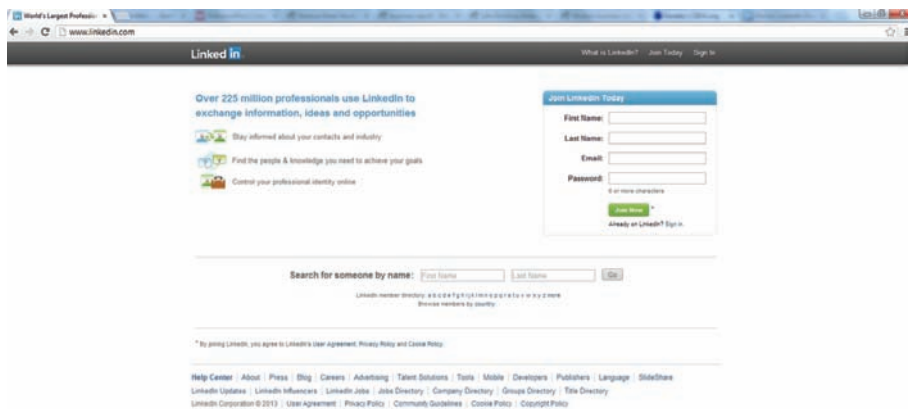 World's Largest Professio
www.linkedin.com
Linked in
What is LinkedIn? Join Today Sign In
Over 225 million professionals use LinkedIn to
exchange information, ideas and opportunities
Stay informed about your contacts and industry
Find the people & knowledge you need to achieve your goals
Control your professional identity online
Join LinkedIn Today
First Name:
Last Name:
Email:
Password:
6 or more characters
Join Now *
Already on LinkedIn? Sign in
Search for someone by name: First Name Last Name Go
LinkedIn member directory: a b c d e f g h i j k l m n o p q r s t u v w x y z more
Browse members by country
* By joining LinkedIn, you agree to LinkedIn's User Agreement, Privacy Policy and Cookie Policy.
Help Center | About | Press | Blog | Careers | Advertising | Talent Solutions | Tools | Mobile | Developers | Publishers | Language | SlideShare
LinkedIn Updates | LinkedIn Influencers | LinkedIn Jobs | Jobs Directory | Company Directory | Groups Directory | Title Directory
LinkedIn Corporation © 2013 | User Agreement | Privacy Policy | Community Guidelines | Cookie Policy | Copyright Policy